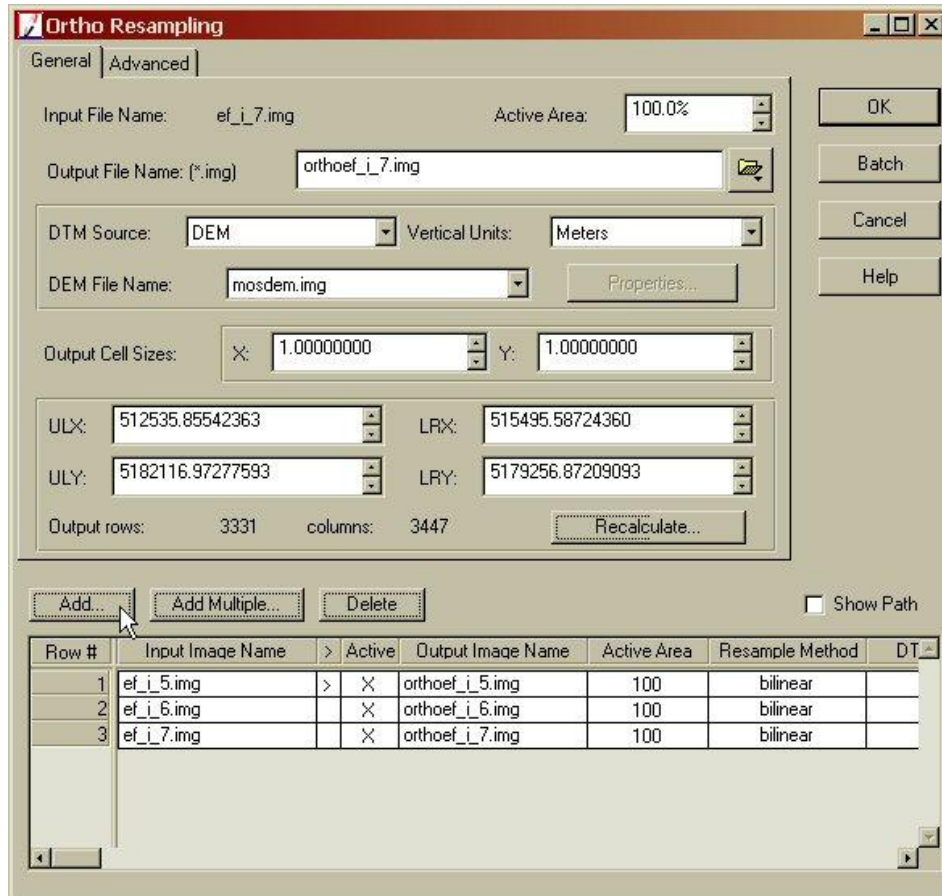 Ortho Resampling
General Advanced
Input File Name: ef_i_7.img Active Area: 100.0% OK
Output File Name: (*.img) orthoef_i_7.img Batch
DTM Source: DEM Vertical Units: Meters Cancel
DEM File Name: mosdem.img Properties... Help
Output Cell Sizes: X: 1.00000000 Y: 1.00000000
ULX: 512535.85542363 LRX: 515495.58724360
ULY: 5182116.97277593 LRY: 5179256.87209093
Output rows: 3331 columns: 3447 Recalculate...
Add... Add Multiple... Delete Show Path
Row # Input Image Name > Active Output Image Name Active Area Resample Method DT
1 ef_i_5.img > X orthoef_i_5.img 100 bilinear
2 ef_i_6.img X orthoef_i_6.img 100 bilinear
3 ef_i_7.img X orthoef_i_7.img 100 bilinear